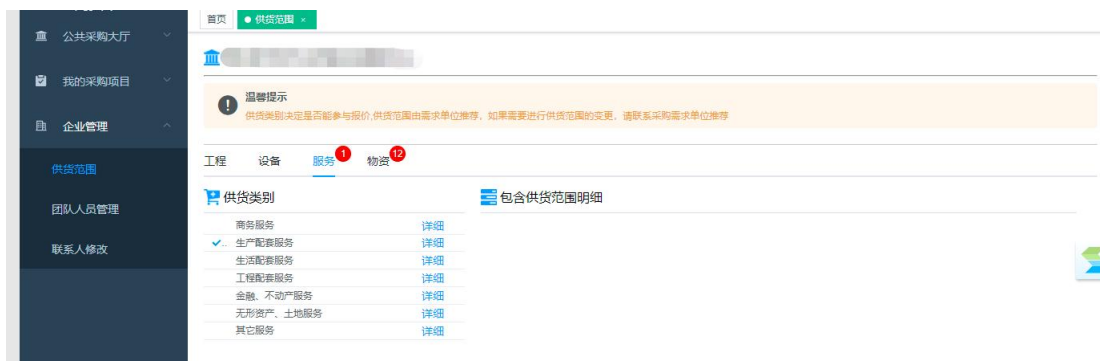 首页
供货范围 ×
公共采购大厅
我的采购项目
企业管理
供货范围
团队人员管理
联系人修改
温馨提示
供货类别决定是否能参与报价,供货范围由需求单位推荐，如果需要进行供货范围的变更，请联系采购需求单位推荐
工程 设备 服务 1 物资 12
供货类别
商务服务 详细
生产配套服务 详细
生活配套服务 详细
工程配套服务 详细
金融、不动产服务 详细
无形资产、土地服务 详细
其它服务 详细
包含供货范围明细